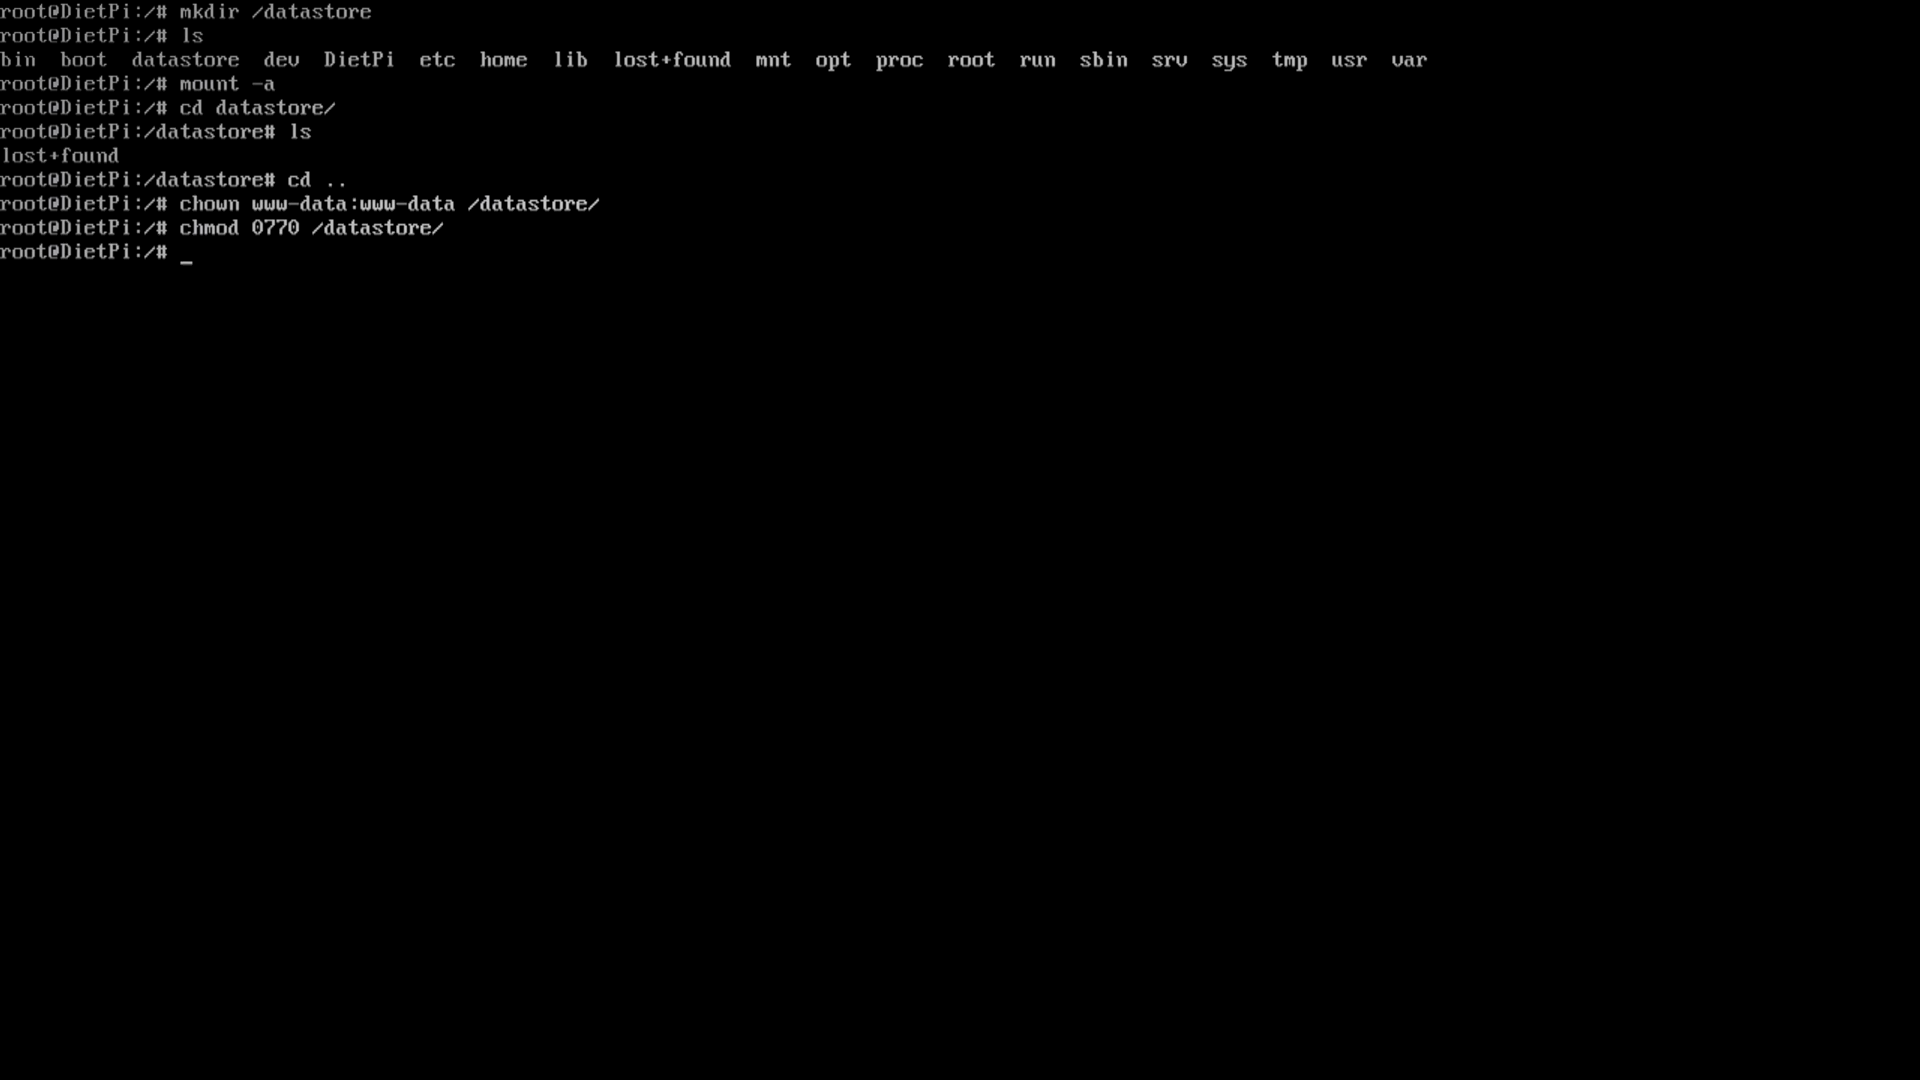 root@DietPi:/# mkdir /datastore
root@DietPi:/# ls
bin  boot  datastore  dev  DietPi  etc  home  lib  lost+found  mnt  opt  proc  root  run  sbin  srv  sys  tmp  usr  var
root@DietPi:/# mount -a
root@DietPi:/# cd datastore/
root@DietPi:/datastore# ls
lost+found
root@DietPi:/datastore# cd ..
root@DietPi:/# chown www-data:www-data /datastore/
root@DietPi:/# chmod 0770 /datastore/
root@DietPi:/# _